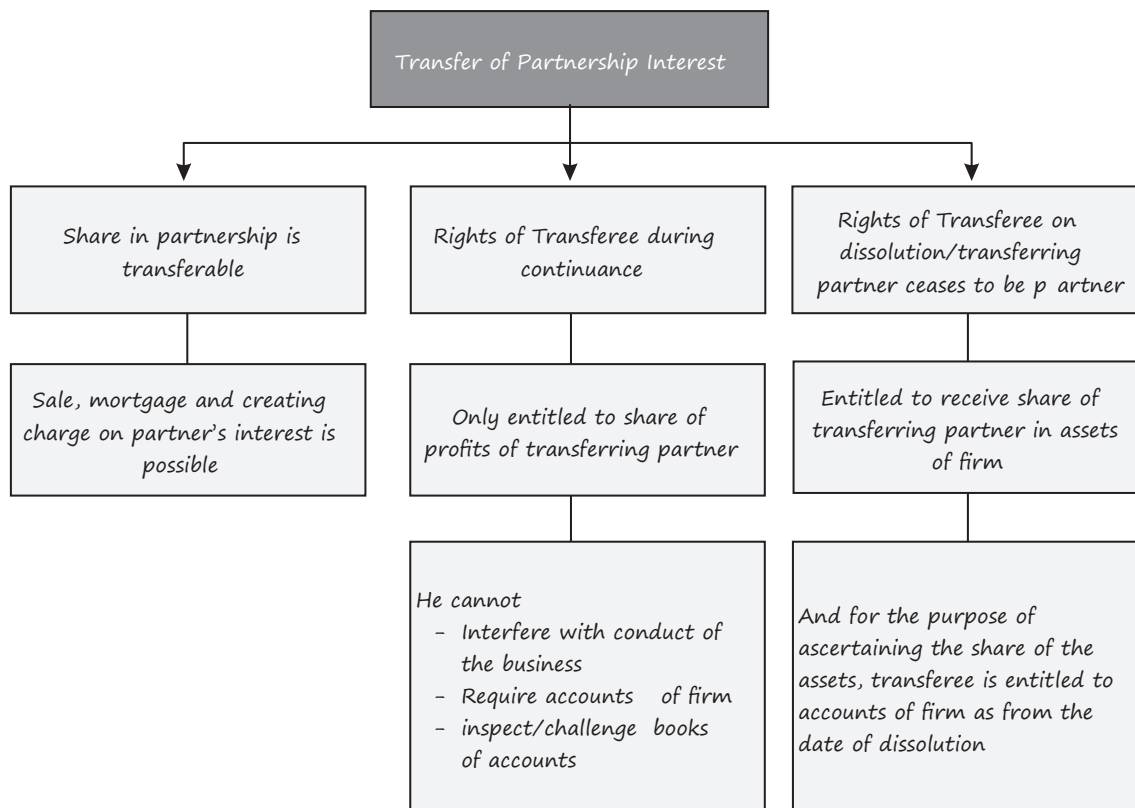 Transfer of Partnership Interest
Share in partnership is
transferable
Sale, mortgage and creating
charge on partner's interest is
possible
Rights of Transferee during
continuance
Only entitled to share of
profits of transferring partner
He cannot
- Interfere with conduct of
the business
- Require accounts of firm
- inspect/challenge books
of accounts
Rights of Transferee on
dissolution/transferring
partner ceases to be p artner
Entitled to receive share of
transferring partner in assets
of firm
And for the purpose of
ascertaining the share of the
assets, transferee is entitled to
accounts of firm as from the
date of dissolution